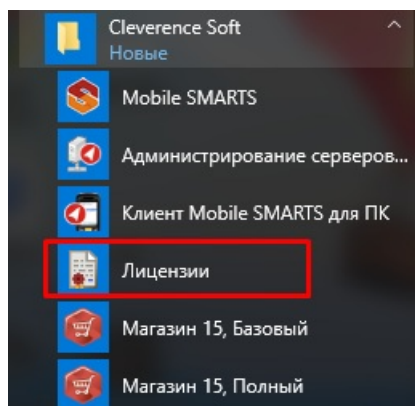 Cleverence Soft
Новые
Mobile SMARTS
Администрирование серверов...
Клиент Mobile SMARTS для ПК
Лицензии
Магазин 15, Базовый
Магазин 15, Полный